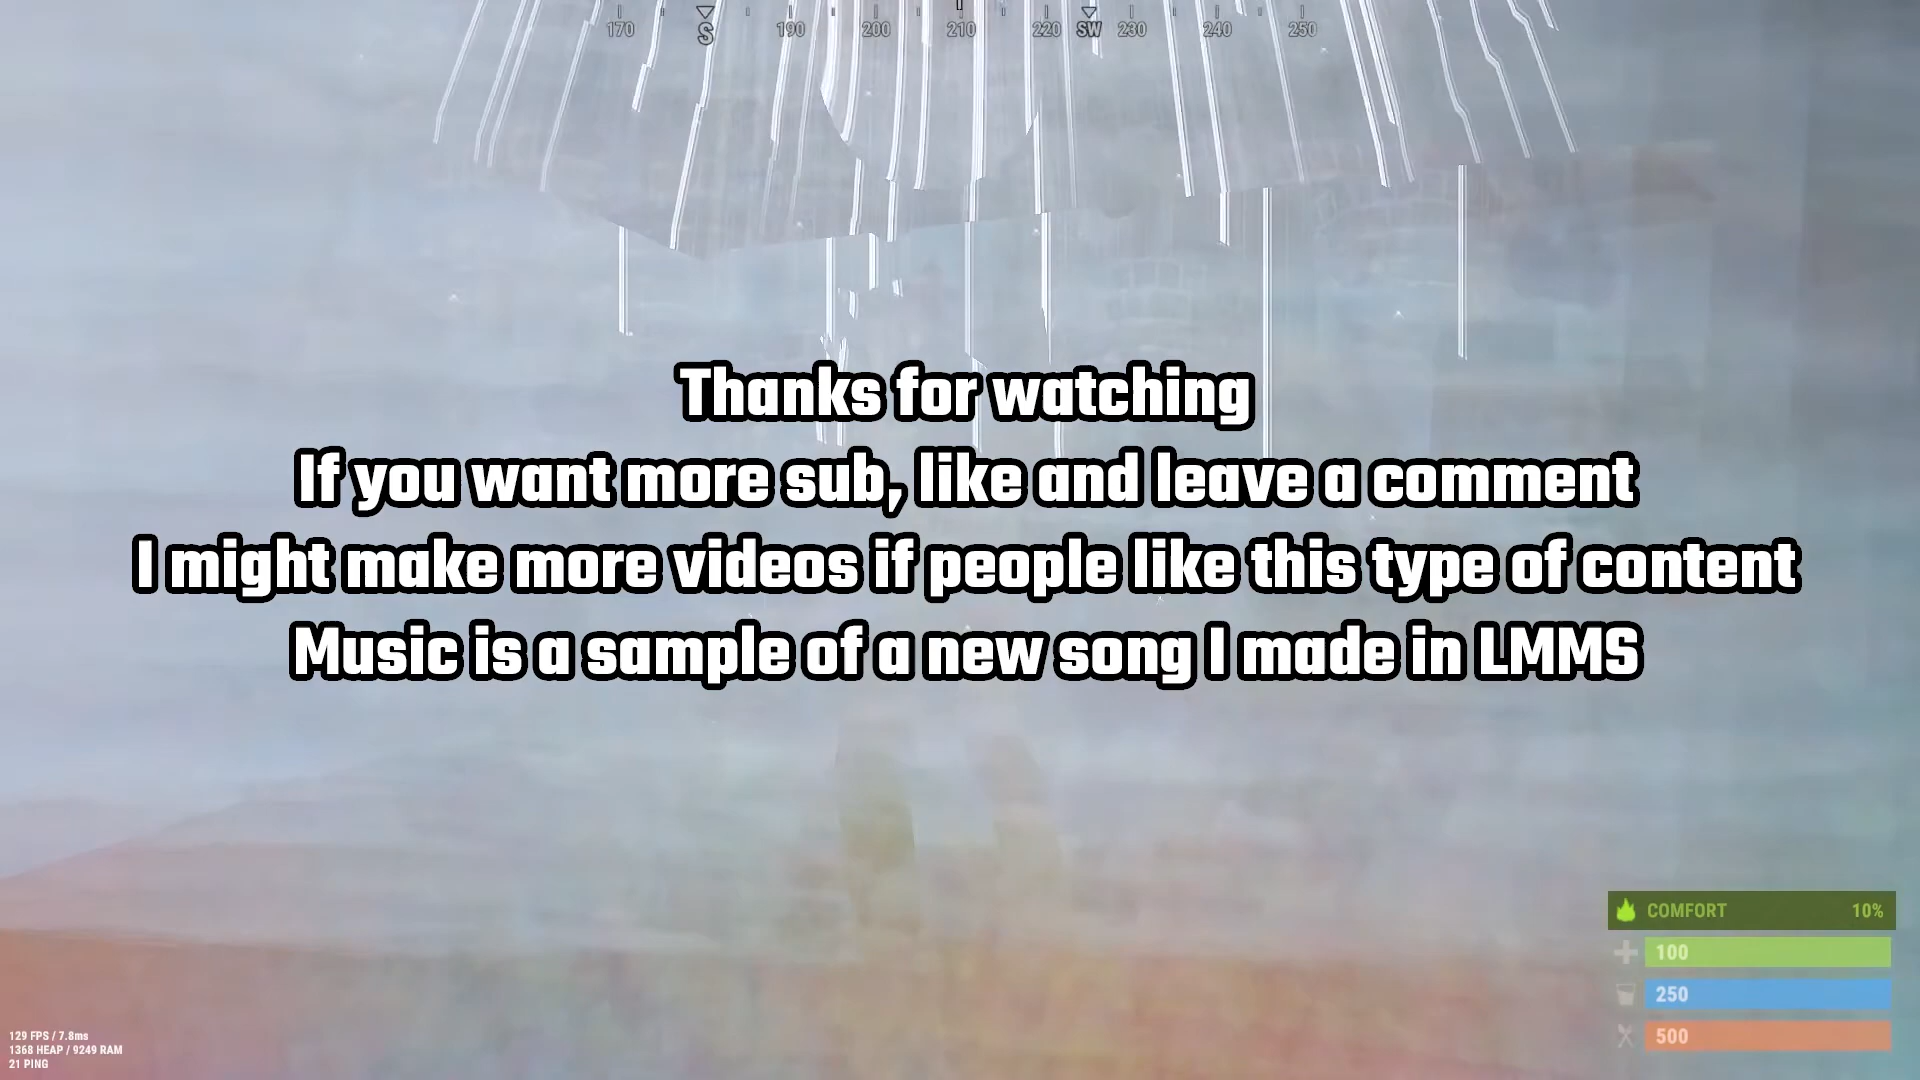 170 S 190 200 210 220 SW 230 240 250
Thanks for watching
If you want more sub, like and leave a comment
I might make more videos if people like this type of content
Music is a sample of a new song I made in LMMS
COMFORT 10%
100
250
500
129 FPS / 7.8ms
1368 HEAP / 9249 RAM
21 PING